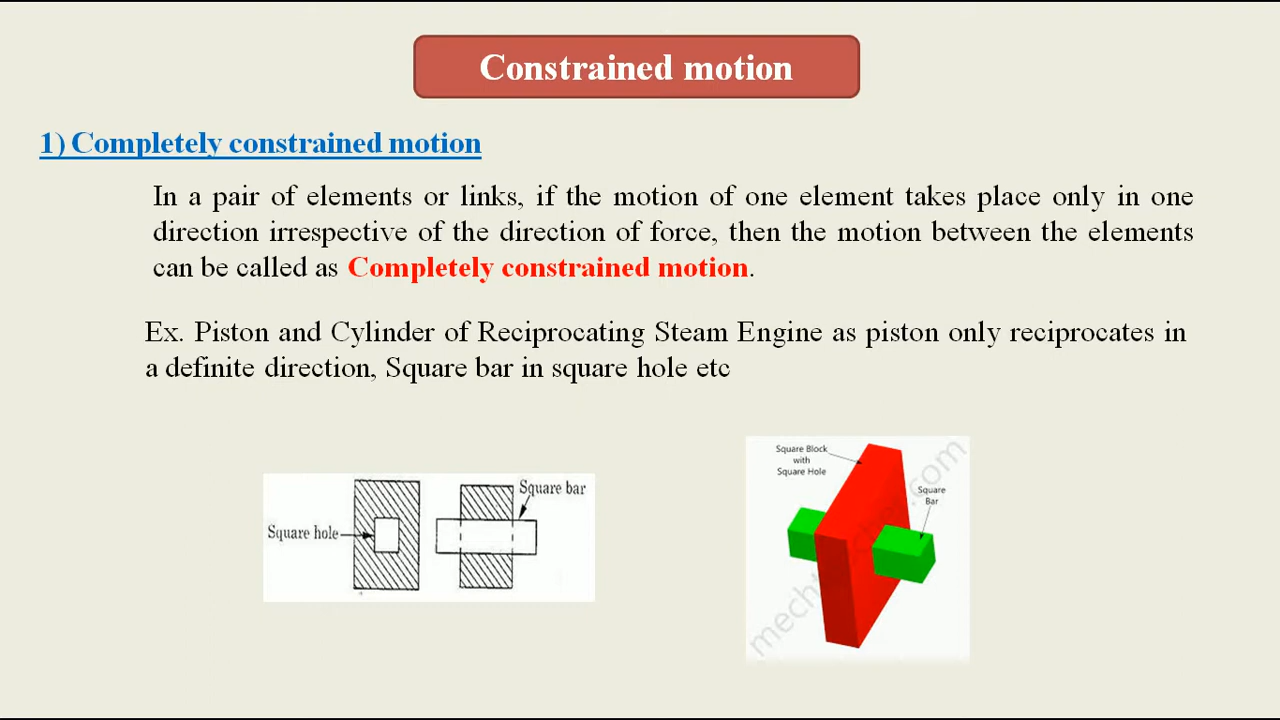 Constrained motion
1) Completely constrained motion
In a pair of elements or links, if the motion of one element takes place only in one
direction irrespective of the direction of force, then the motion between the elements
can be called as Completely constrained motion.
Ex. Piston and Cylinder of Reciprocating Steam Engine as piston only reciprocates in
a definite direction, Square bar in square hole etc
Square hole
Square bar
Square Block
with
Square Hole
Square
Bar